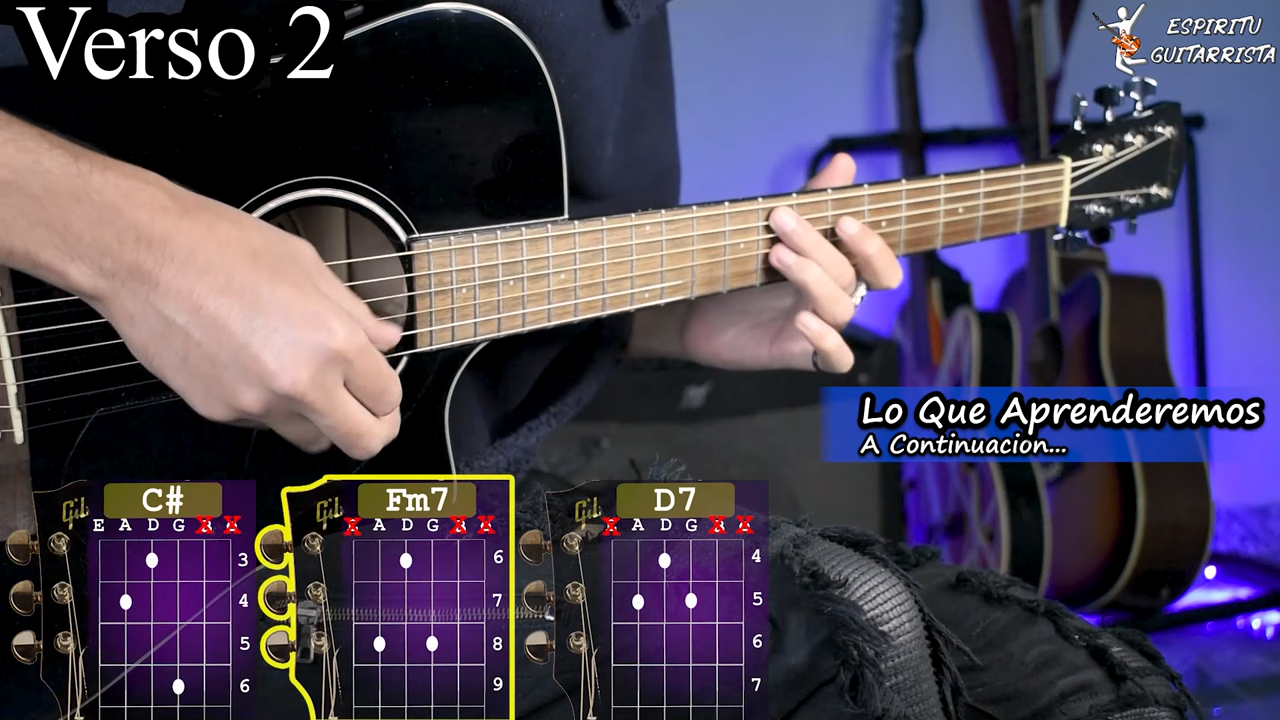 Verso 2
ESPIRITU
GUITARRISTA
Lo Que Aprenderemos
A Continuacion...
C#
E A D G B X
3
4
5
6
Fm7
X A D G B X
6
7
8
9
D7
X A D G B X
4
5
6
7